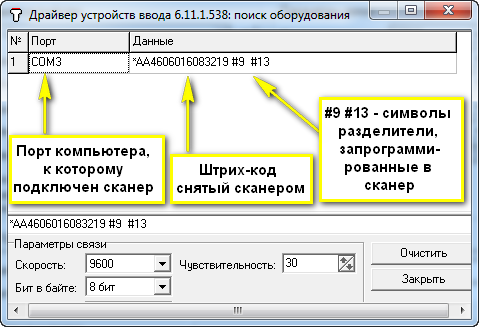 Драйвер устройств ввода 6.11.1.538: поиск оборудования
№ Порт Данные
1 COM3 *AA4606016083219 #9 #13
Порт компьютера,
к которому
подключен сканер
Штрих-код
снятый сканером
#9 #13 - символы
разделители,
запрограмми-
рованные в
сканер
*AA4606016083219 #9 #13
Параметры связи
Скорость: 9600 Чувствительность: 30
Бит в байте: 8 бит
Очистить
Закрыть